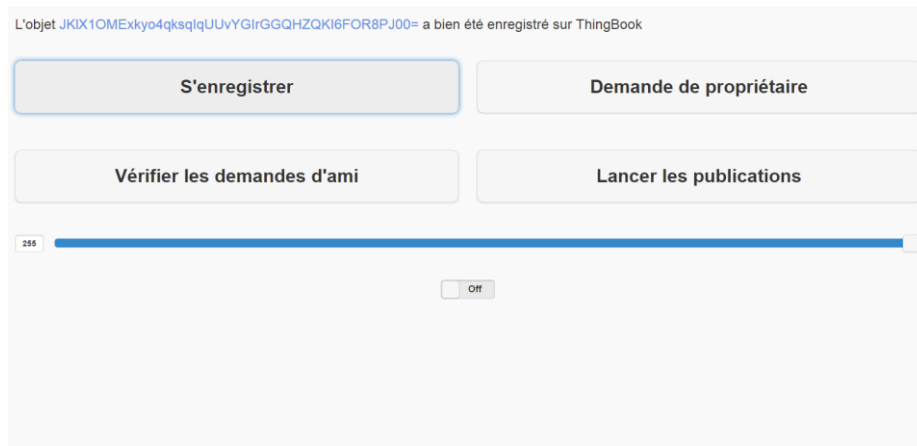 L'objet JKIX1OMExkyo4qksqIqUUvYGIrGGQHZQKI6FOR8PJ00= a bien été enregistré sur ThingBook
S'enregistrer Demande de propriétaire
Vérifier les demandes d'ami Lancer les publications
255
Off